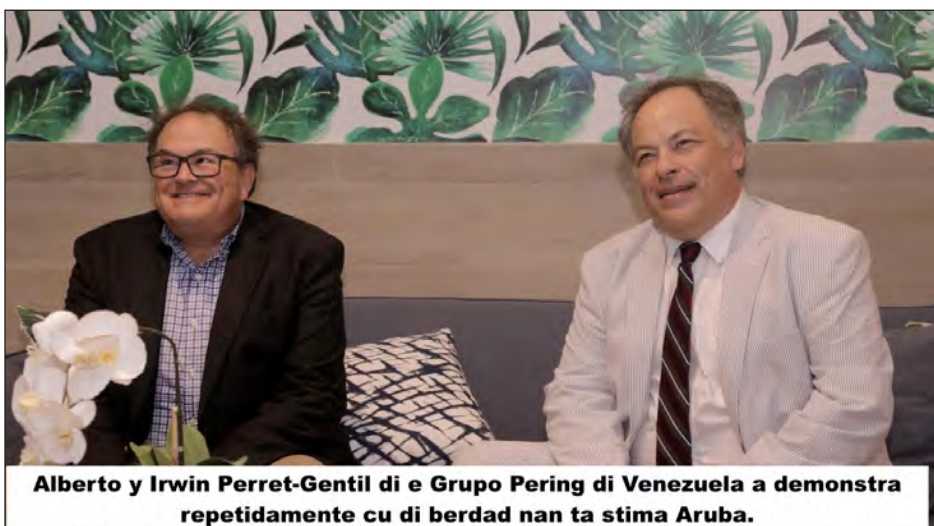 Alberto y Irwin Perret-Gentil di e Grupo Pering di Venezuela a demonstra
repetidamente cu di berdad nan ta stima Aruba.